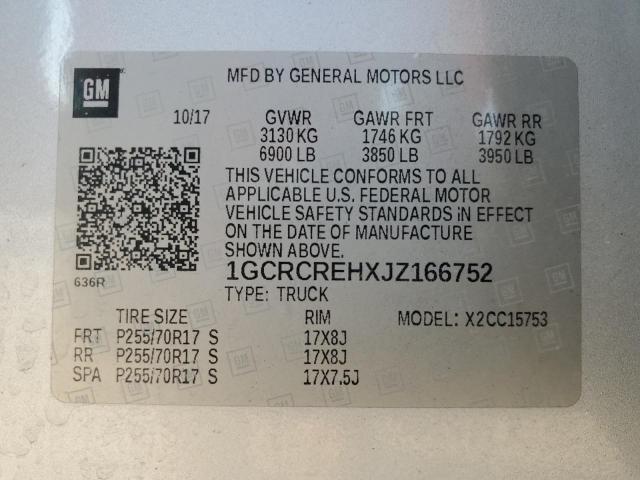 GM
MFD BY GENERAL MOTORS LLC
10/17 GVWR GAWR FRT GAWR RR
3130 KG 1746 KG 1792 KG
6900 LB 3850 LB 3950 LB
THIS VEHICLE CONFORMS TO ALL
APPLICABLE U.S. FEDERAL MOTOR
VEHICLE SAFETY STANDARDS IN EFFECT
ON THE DATE OF MANUFACTURE
SHOWN ABOVE.
1GCRCREHXJZ166752
636R
TYPE: TRUCK
TIRE SIZE RIM MODEL: X2CC15753
FRT P255/70R17 S 17X8J
RR P255/70R17 S 17X8J
SPA P255/70R17 S 17X7.5J